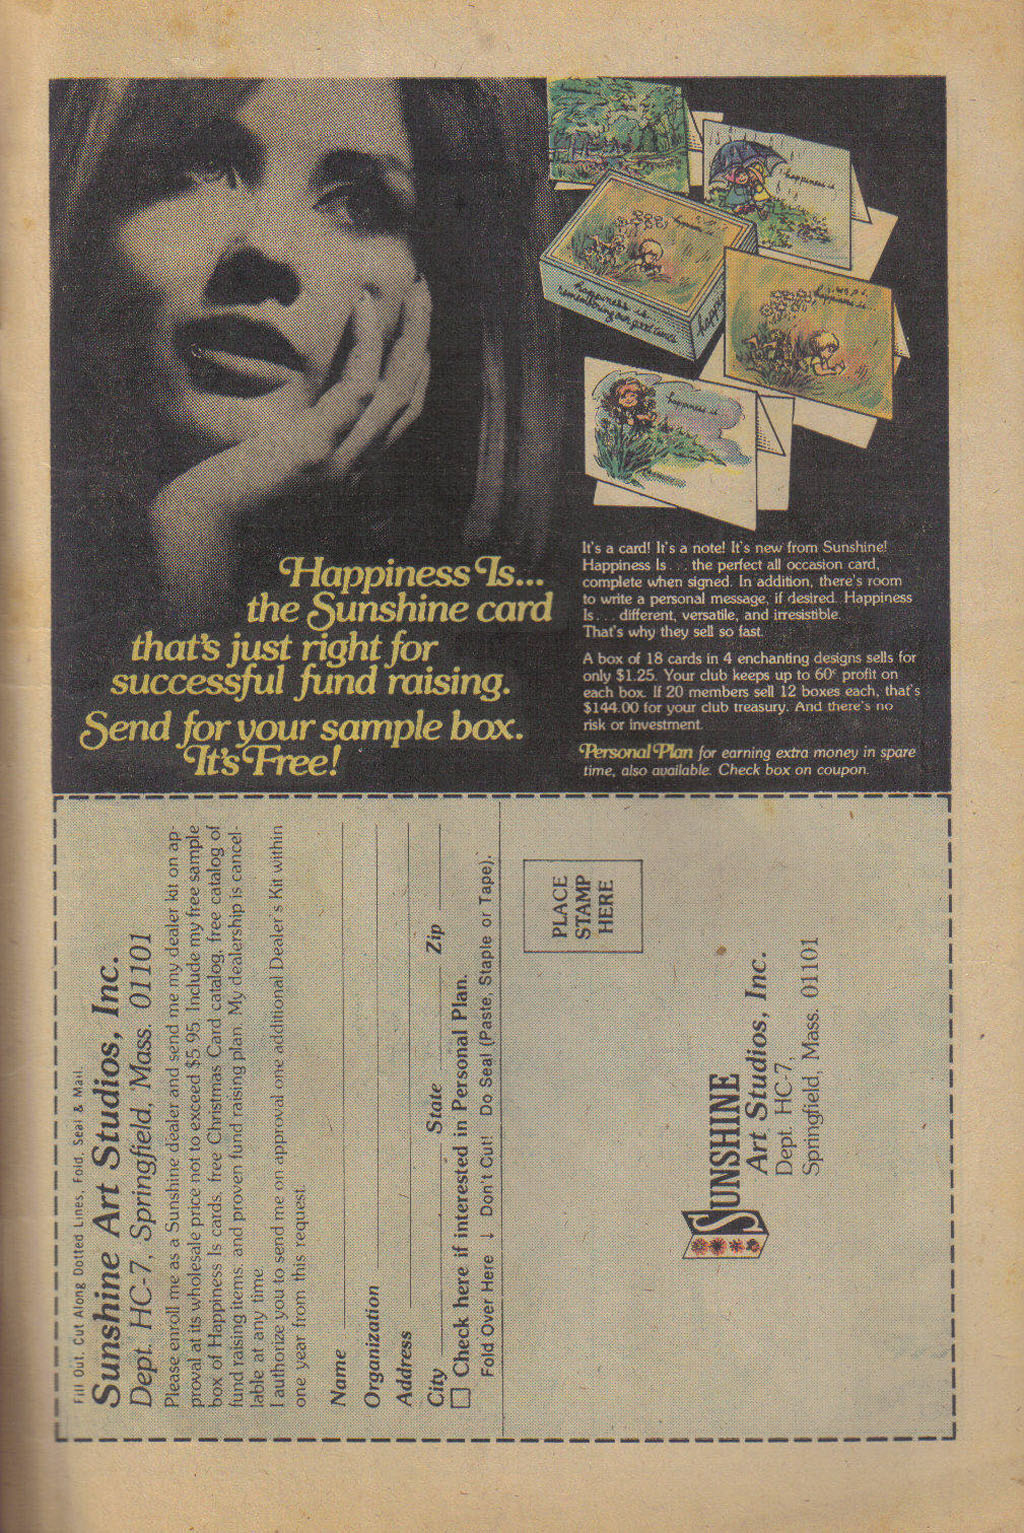 happiness is...
happiness is...
happiness is...
remembering
happiness is...
happiness is...
Happiness Is...
the Sunshine card
that's just right for
successful fund raising.
Send for your sample box.
It's Free!
It's a card! It's a note! It's new from Sunshine!
Happiness Is . . . the perfect all occasion card,
complete when signed. In addition, there's room
to write a personal message, if desired. Happiness
Is . . . different, versatile, and irresistible.
That's why they sell so fast.
A box of 18 cards in 4 enchanting designs sells for
only $1.25. Your club keeps up to 60¢ profit on
each box. If 20 members sell 12 boxes each, that's
$144.00 for your club treasury. And there's no
risk or investment.
Personal Plan for earning extra money in spare
time, also available. Check box on coupon.
Fill Out, Cut Along Dotted Lines, Fold, Seal & Mail.
Sunshine Art Studios, Inc.
Dept. HC-7, Springfield, Mass. 01101
Please enroll me as a Sunshine dealer and send me my dealer kit on ap-
proval at its wholesale price not to exceed $5.95. Include my free sample
box of Happiness Is cards, free Christmas Card catalog, free catalog of
fund raising items, and proven fund raising plan. My dealership is cancel-
lable at any time.
I authorize you to send me on approval one additional Dealer's Kit within
one year from this request.
Name
Organization
Address
City State Zip
☐ Check here if interested in Personal Plan.
Fold Over Here ↓ Don't Cut! Do Seal (Paste, Staple or Tape).
PLACE
STAMP
HERE
SUNSHINE
Art Studios, Inc.
Dept. HC-7,
Springfield, Mass. 01101